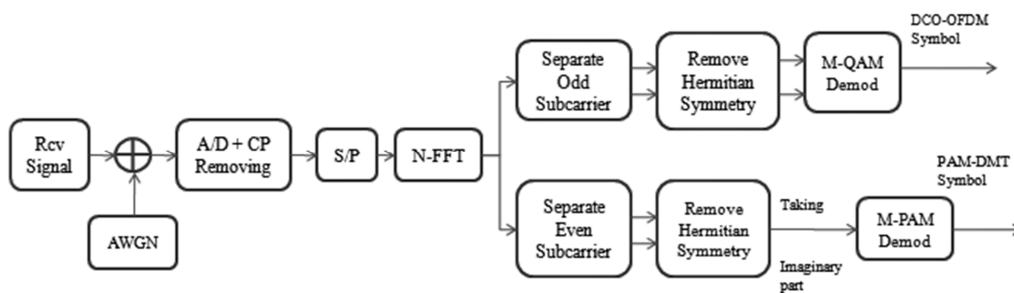 Rcv
Signal
AWGN
A/D + CP
Removing
S/P
N-FFT
Separate
Odd
Subcarrier
Remove
Hermitian
Symmetry
M-QAM
Demod
DCO-OFDM
Symbol
Separate
Even
Subcarrier
Remove
Hermitian
Symmetry
Taking
Imaginary
part
M-PAM
Demod
PAM-DMT
Symbol